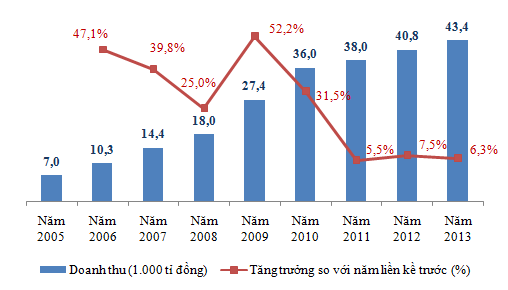 47,1%
39,8%
25,0%
52,2%
31,5%
5,5%
7,5%
6,3%
7,0
10,3
14,4
18,0
27,4
36,0
38,0
40,8
43,4
Năm 2005
Năm 2006
Năm 2007
Năm 2008
Năm 2009
Năm 2010
Năm 2011
Năm 2012
Năm 2013
Doanh thu (1.000 tỉ đồng)
Tăng trưởng so với năm liền kề trước (%)